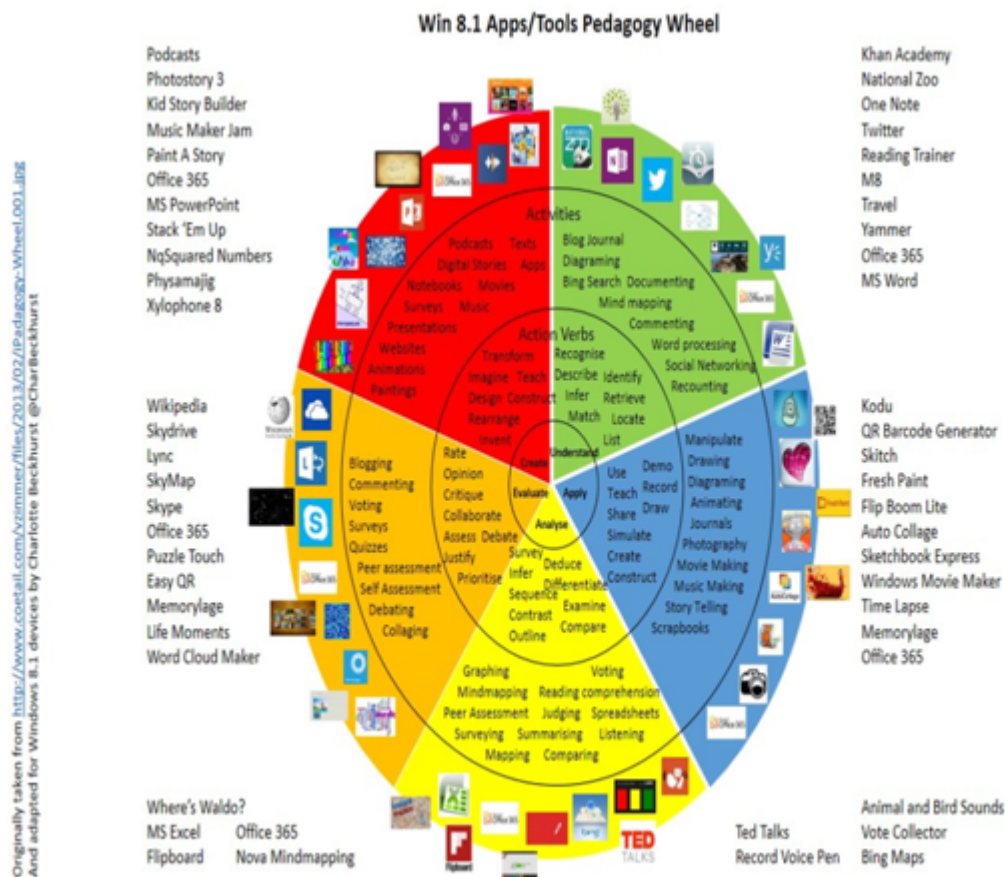 Win 8.1 Apps/Tools Pedagogy Wheel
Podcasts
Photostory 3
Kid Story Builder
Music Maker Jam
Paint A Story
Office 365
MS PowerPoint
Stack 'Em Up
NqSquared Numbers
Physamajig
Xylophone 8
Khan Academy
National Zoo
One Note
Twitter
Reading Trainer
M8
Travel
Yammer
Office 365
MS Word
Activities
Podcasts Texts
Digital Stories Apps
Notebooks Movies
Surveys Music
Presentations
Websites
Animations
Paintings
Blog Journal
Diagraming
Bing Search Documenting
Mind mapping
Commenting
Word processing
Social Networking
Recounting
Action Verbs
Transform
Imagine Teach
Design Construct
Rearrange
Invent
Create
Recognise
Describe Identify
Infer Retrieve
Match Locate
List
Understand
Wikipedia
Skydrive
Lync
SkyMap
Skype
Office 365
Puzzle Touch
Easy QR
Memorylage
Life Moments
Word Cloud Maker
Blogging
Commenting
Voting
Surveys
Quizzes
Peer assessment
Self Assessment
Debating
Collaging
Rate
Opinion
Critique
Collaborate
Assess Debate
Justify
Prioritise
Evaluate
Apply
Analyse
Use Demo
Teach Record
Share Draw
Simulate
Create
Construct
Manipulate
Drawing
Diagraming
Animating
Journals
Photography
Movie Making
Music Making
Story Telling
Scrapbooks
Kodu
QR Barcode Generator
Skitch
Fresh Paint
Flip Boom Lite
Auto Collage
Sketchbook Express
Windows Movie Maker
Time Lapse
Memorylage
Office 365
Survey Deduce
Infer Differentiate
Sequence Examine
Contrast Compare
Outline
Graphing Voting
Mindmapping Reading comprehension
Peer Assessment Judging Spreadsheets
Surveying Summarising Listening
Mapping Comparing
Where's Waldo?
MS Excel Office 365
Flipboard Nova Mindmapping
Flipboard
TED
TALKS
Ted Talks
Record Voice Pen
Animal and Bird Sounds
Vote Collector
Bing Maps
Office 365
Office 365
Office 365
Office 365
Office 365
ZOO
Originally taken from http://www.coetail.com/vzimmer/files/2013/02/iPadagogy-Wheel.001.jpg
And adapted for Windows 8.1 devices by Charlotte Beckhurst @CharBeckhurst